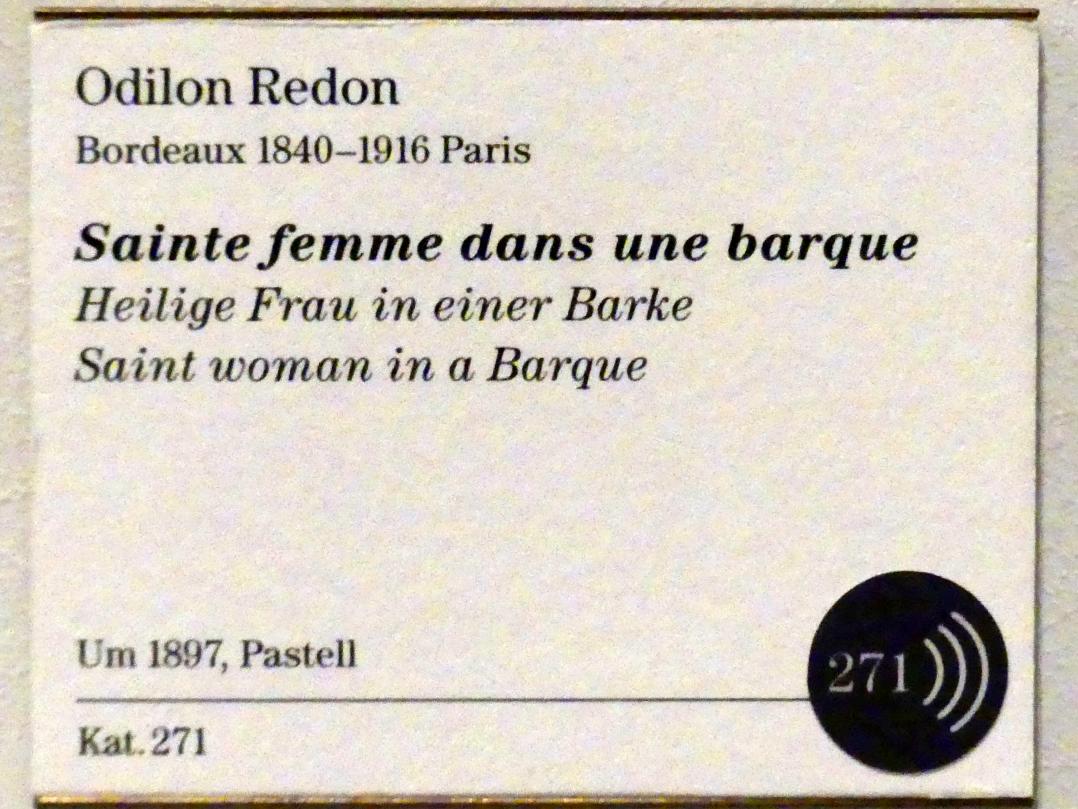 Odilon Redon
Bordeaux 1840–1916 Paris
Sainte femme dans une barque
Heilige Frau in einer Barke
Saint woman in a Barque
Um 1897, Pastell
271
Kat. 271